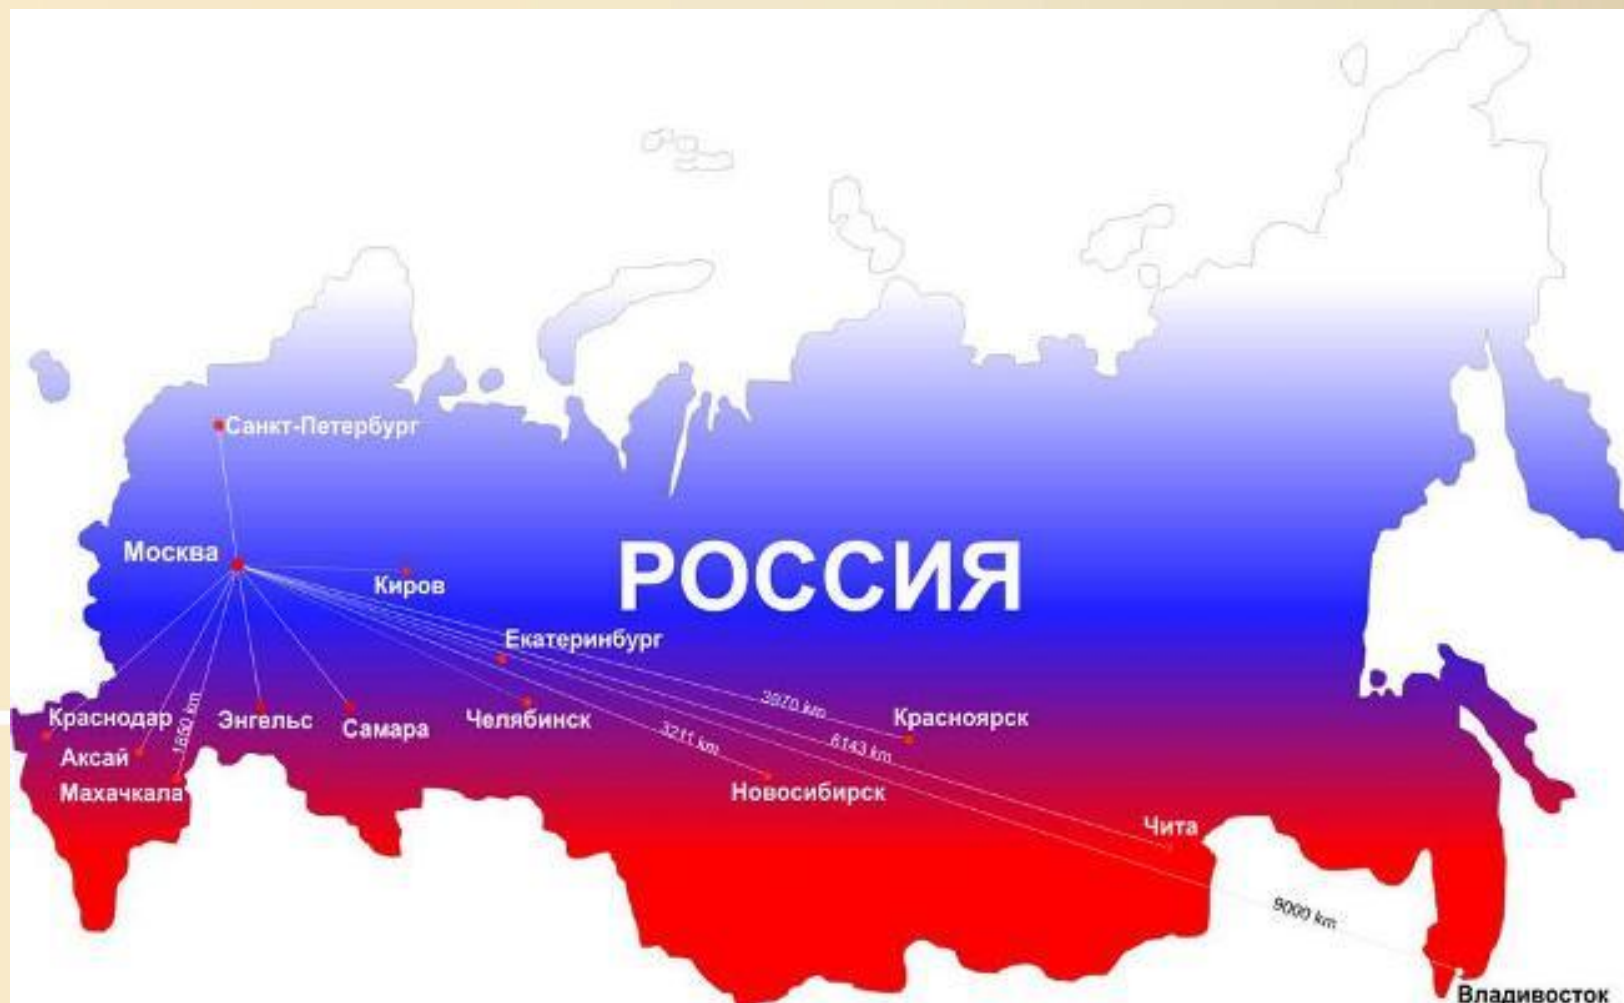 Санкт-Петербург
Москва
Киров
РОССИЯ
Екатеринбург
3970 km
Красноярск
Краснодар
1850 km
Энгельс
Самара
Челябинск
3211 km
6143 km
Аксай
Махачкала
Новосибирск
Чита
9000 km
Владивосток